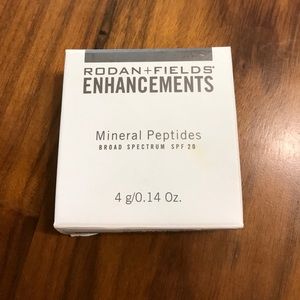 RODAN+FIELDS®
ENHANCEMENTS
Mineral Peptides
BROAD SPECTRUM SPF 20
4 g/0.14 Oz.